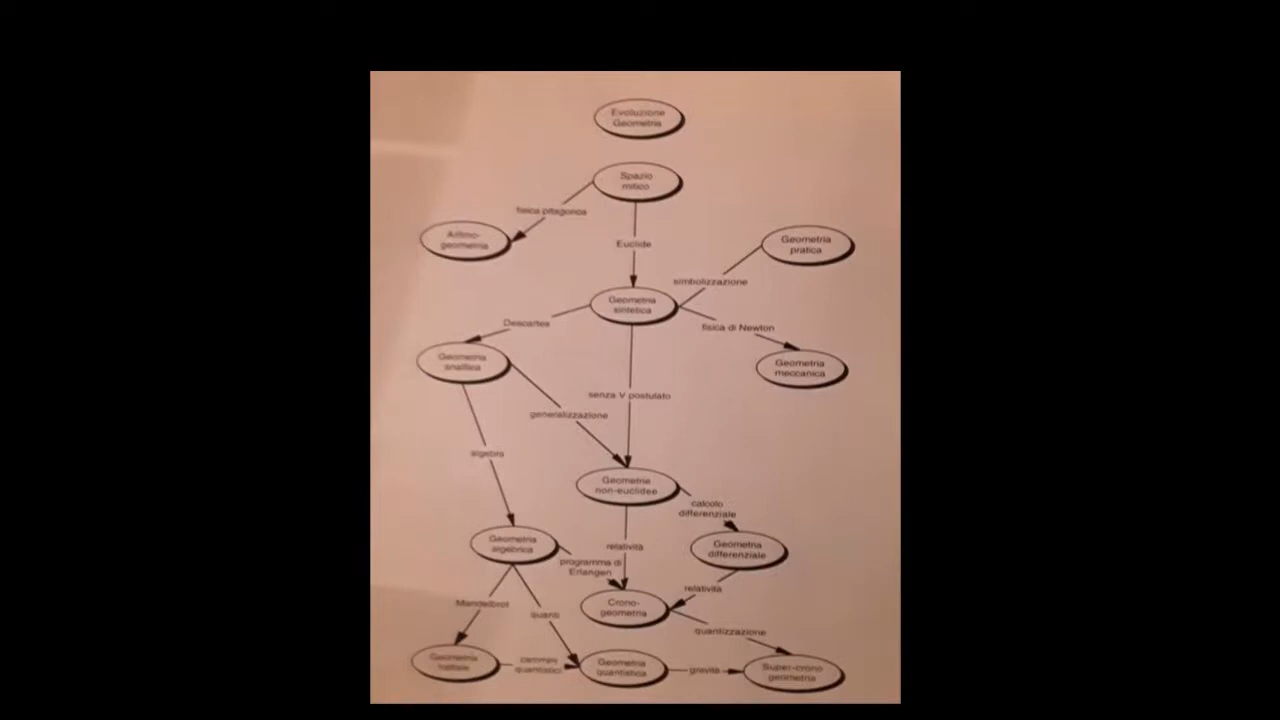 Evoluzione
Geometria
Spazio
mitico
fisica pitagorica
Aritmo-
geometria
Euclide
Geometria
pratica
simbolizzazione
Geometria
sintetica
Descartes
fisica di Newton
Geometria
analitica
Geometria
meccanica
senza V postulato
generalizzazione
algebra
Geometrie
non-euclidee
calcolo
differenziale
Geometria
algebrica
relatività
Geometria
differenziale
programma di
Erlangen
relatività
Mandelbrot
quanti
Crono-
geometria
quantizzazione
Geometria
frattale
cammini
quantistici
Geometria
quantistica
gravità
Super-crono
geometria